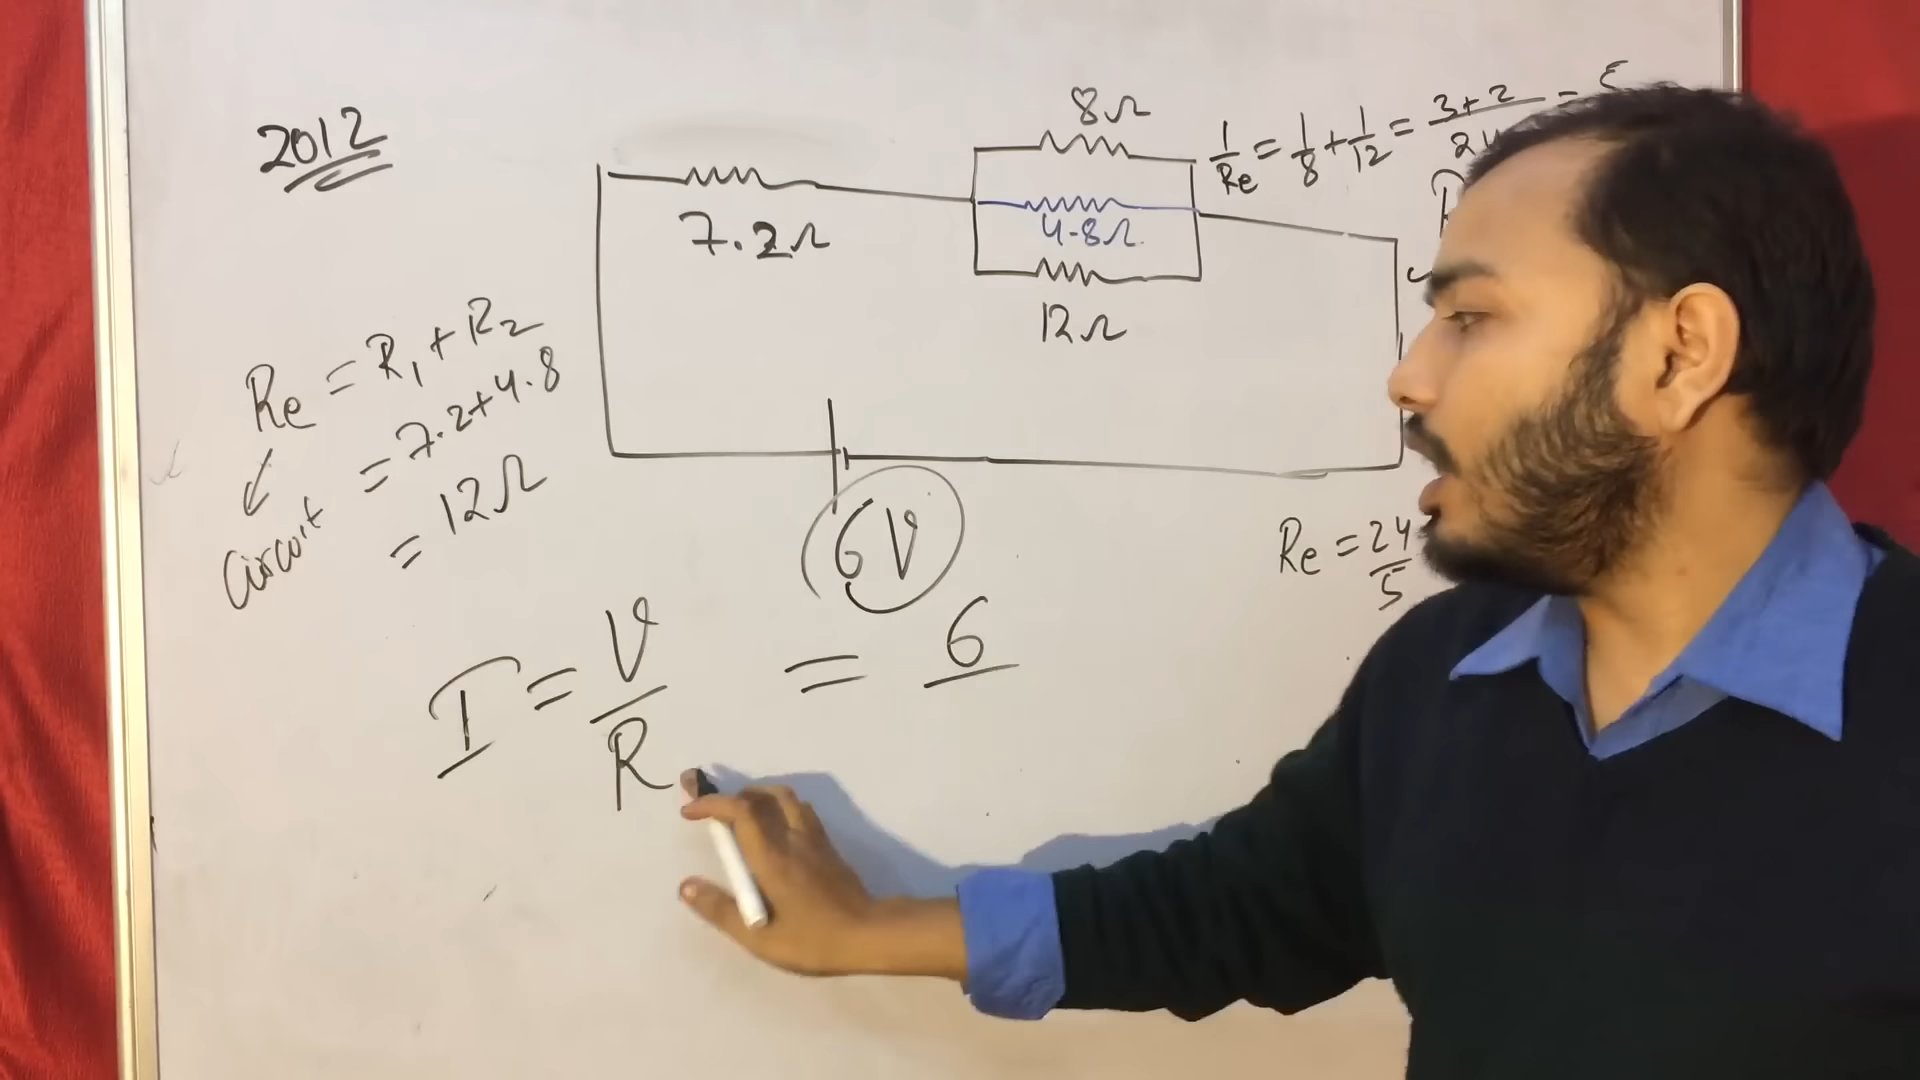 2012
8Ω
1/Re = 1/8 + 1/12 = 3+2/24 =
7.2Ω
4.8Ω
12Ω
Re = R₁ + R₂
= 7.2 + 4.8
= 12Ω
Circuit
6V
Re = 24/5
I = V/R = 6